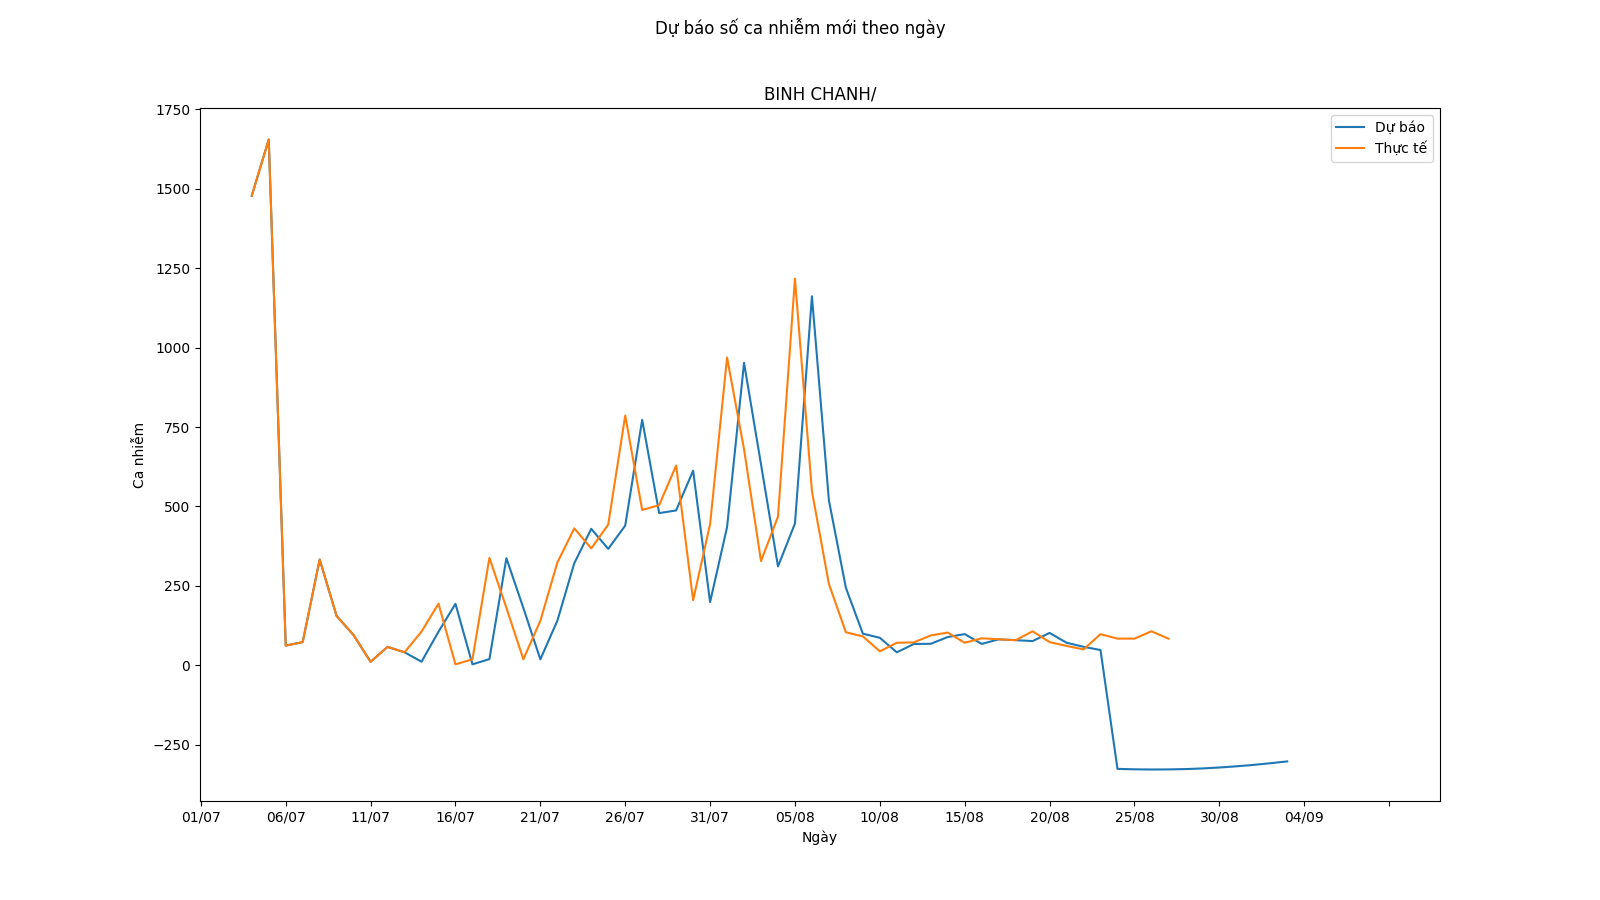 Dự báo số ca nhiễm mới theo ngày
BINH CHANH/
Dự báo
Thực tế
1750
1500
1250
1000
750
500
250
0
−250
Ca nhiễm
01/07 06/07 11/07 16/07 21/07 26/07 31/07 05/08 10/08 15/08 20/08 25/08 30/08 04/09
Ngày